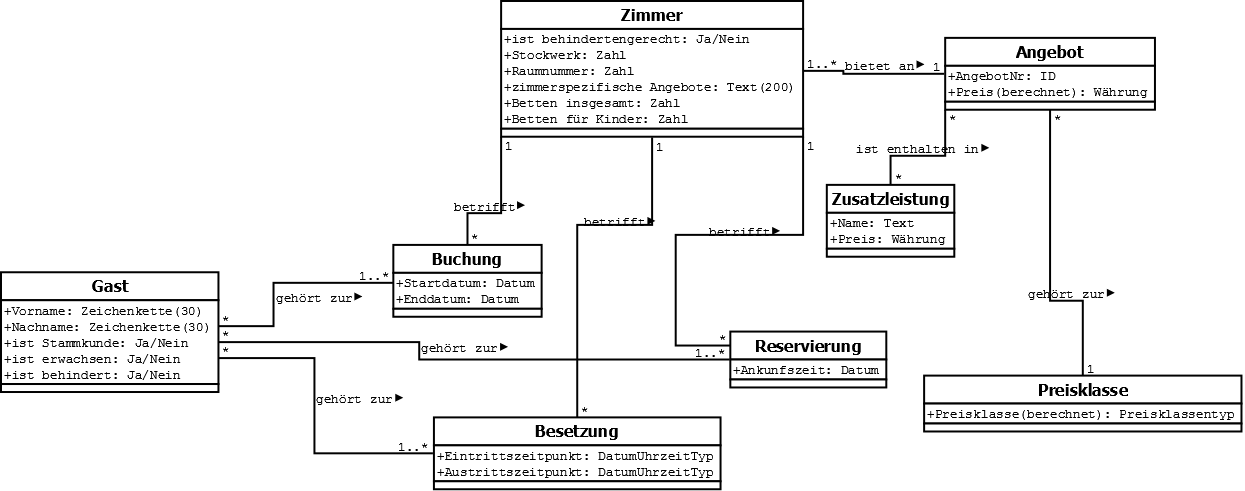 Zimmer
+ist behindertengerecht: Ja/Nein
+Stockwerk: Zahl
+Raumnummer: Zahl
+zimmerspezifische Angebote: Text(200)
+Betten insgesamt: Zahl
+Betten für Kinder: Zahl
1..* bietet an► 1
Angebot
+AngebotNr: ID
+Preis(berechnet): Währung
1
1
1
*
*
ist enthalten in►
*
Zusatzleistung
+Name: Text
+Preis: Währung
betrifft►
betrifft►
betrifft►
*
Buchung
+Startdatum: Datum
+Enddatum: Datum
1..*
gehört zur►
*
Gast
+Vorname: Zeichenkette(30)
+Nachname: Zeichenkette(30)
+ist Stammkunde: Ja/Nein
+ist erwachsen: Ja/Nein
+ist behindert: Ja/Nein
*
*
gehört zur►
*
1..*
Reservierung
+Ankunfszeit: Datum
gehört zur►
1
Preisklasse
+Preisklasse(berechnet): Preisklassentyp
gehört zur►
1..*
*
Besetzung
+Eintrittszeitpunkt: DatumUhrzeitTyp
+Austrittszeitpunkt: DatumUhrzeitTyp